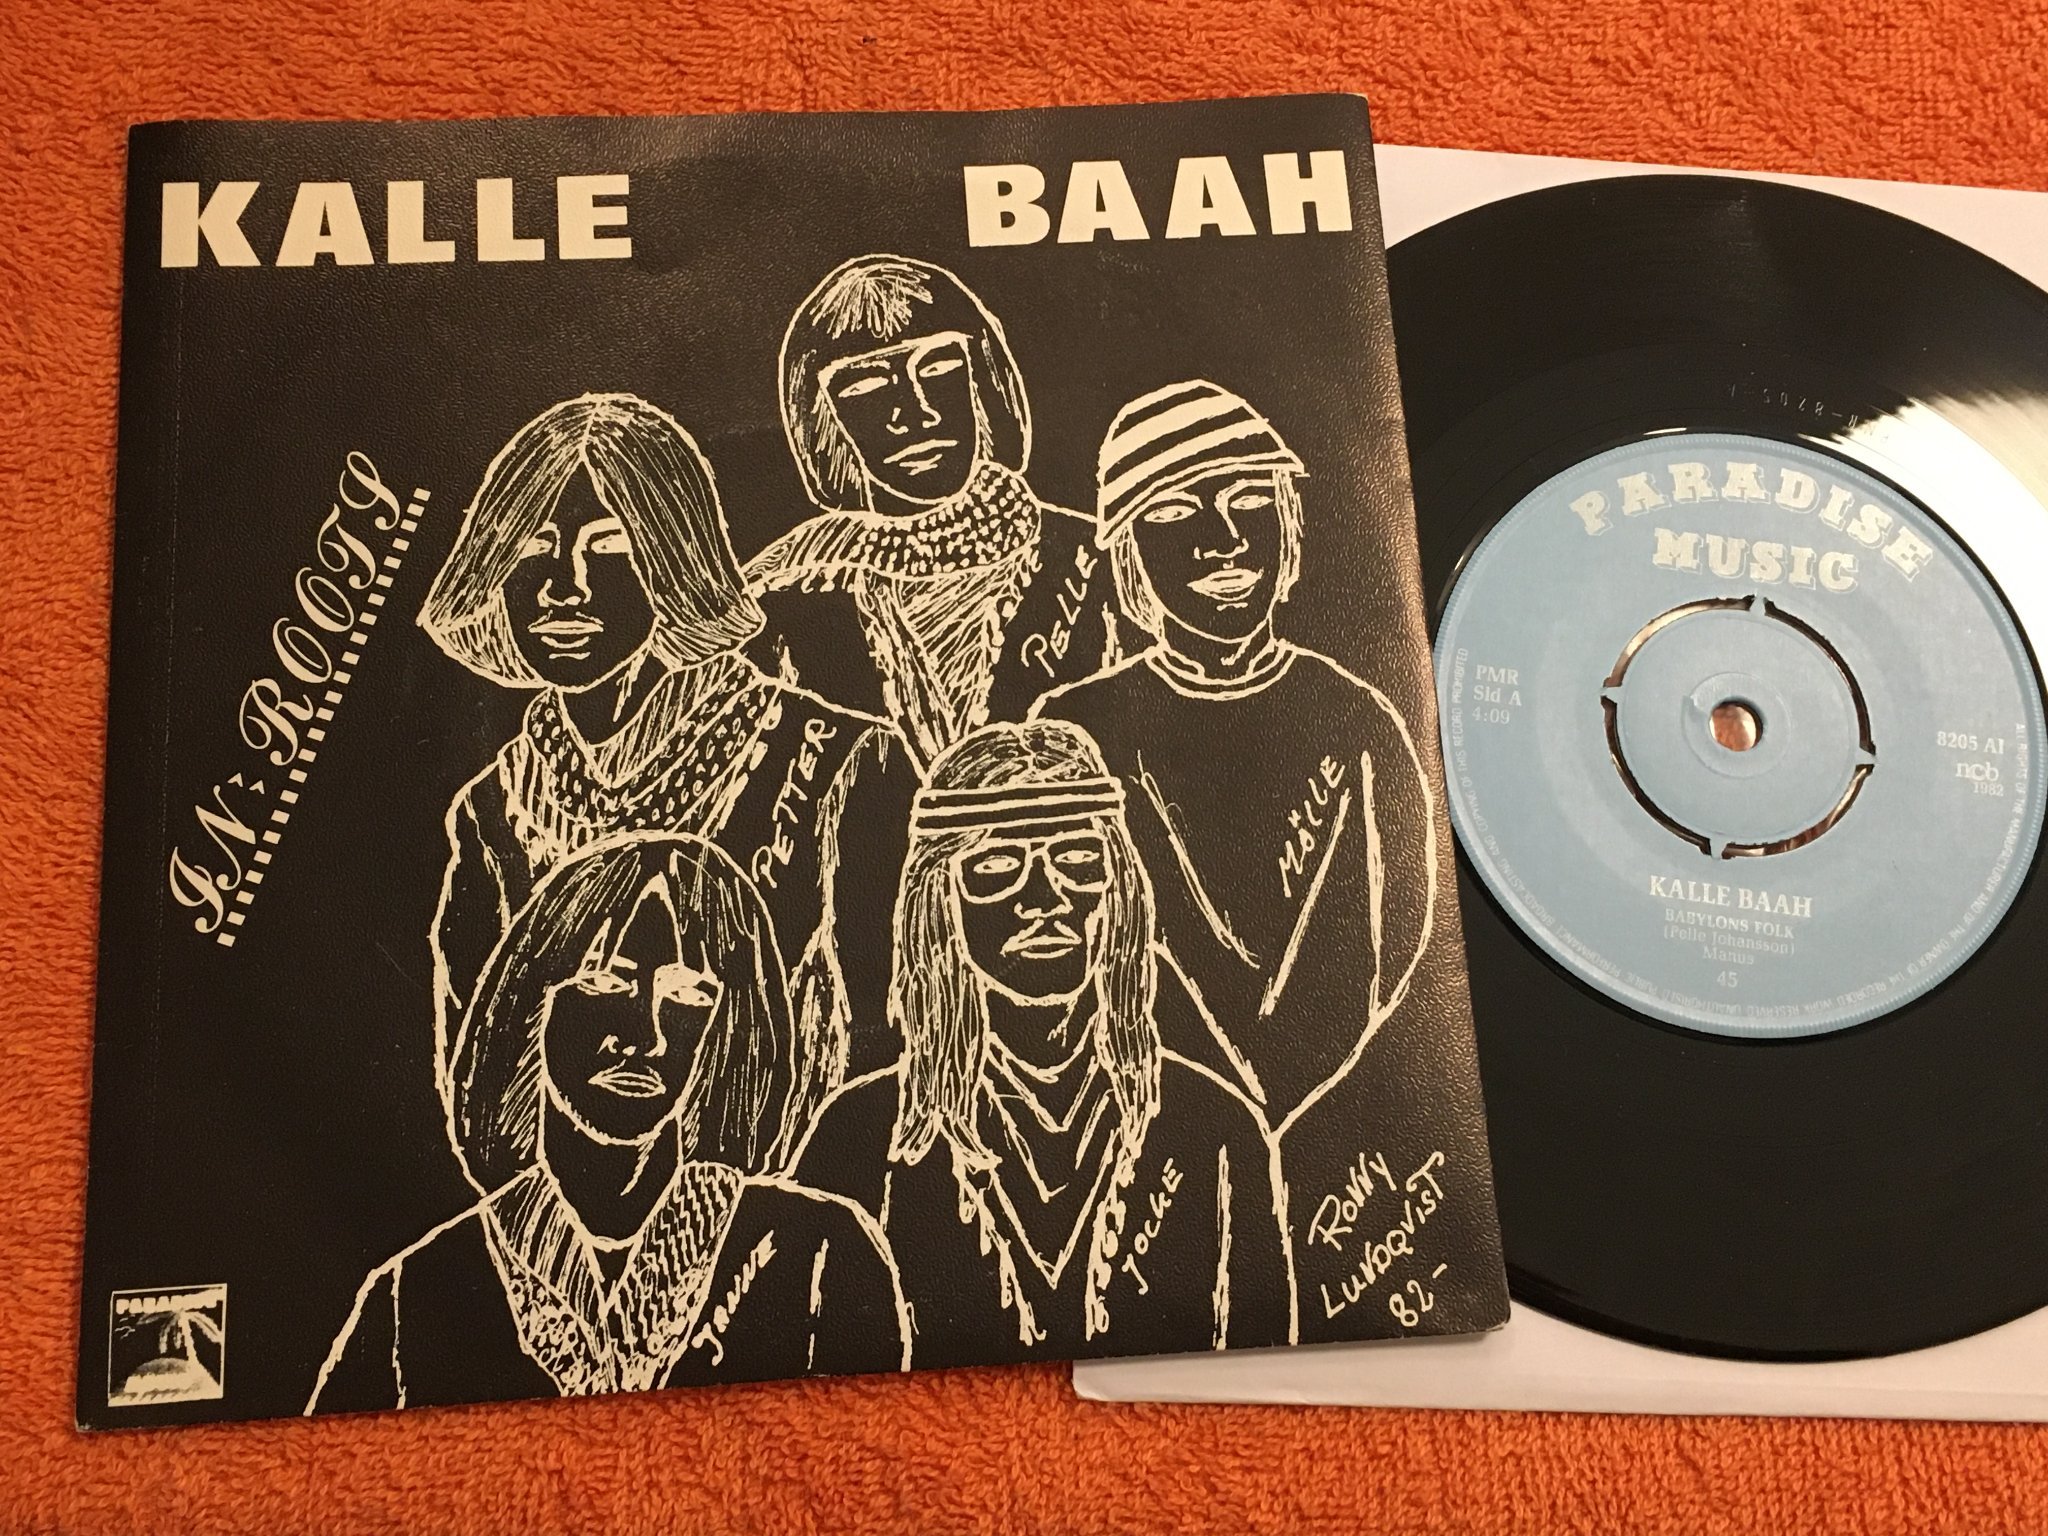 KALLE BAAH
IN: ROOTS
PELLE
PETTER
MÖLLE
JANNE
JOCKE
RONNY
LUNDQVIST
82-
PARADISE
MUSIC
PMR
Sid A
4:09
8205 AI
ncb
1982
KALLE BAAH
BABYLONS FOLK
(Pelle Johansson)
Manus
45